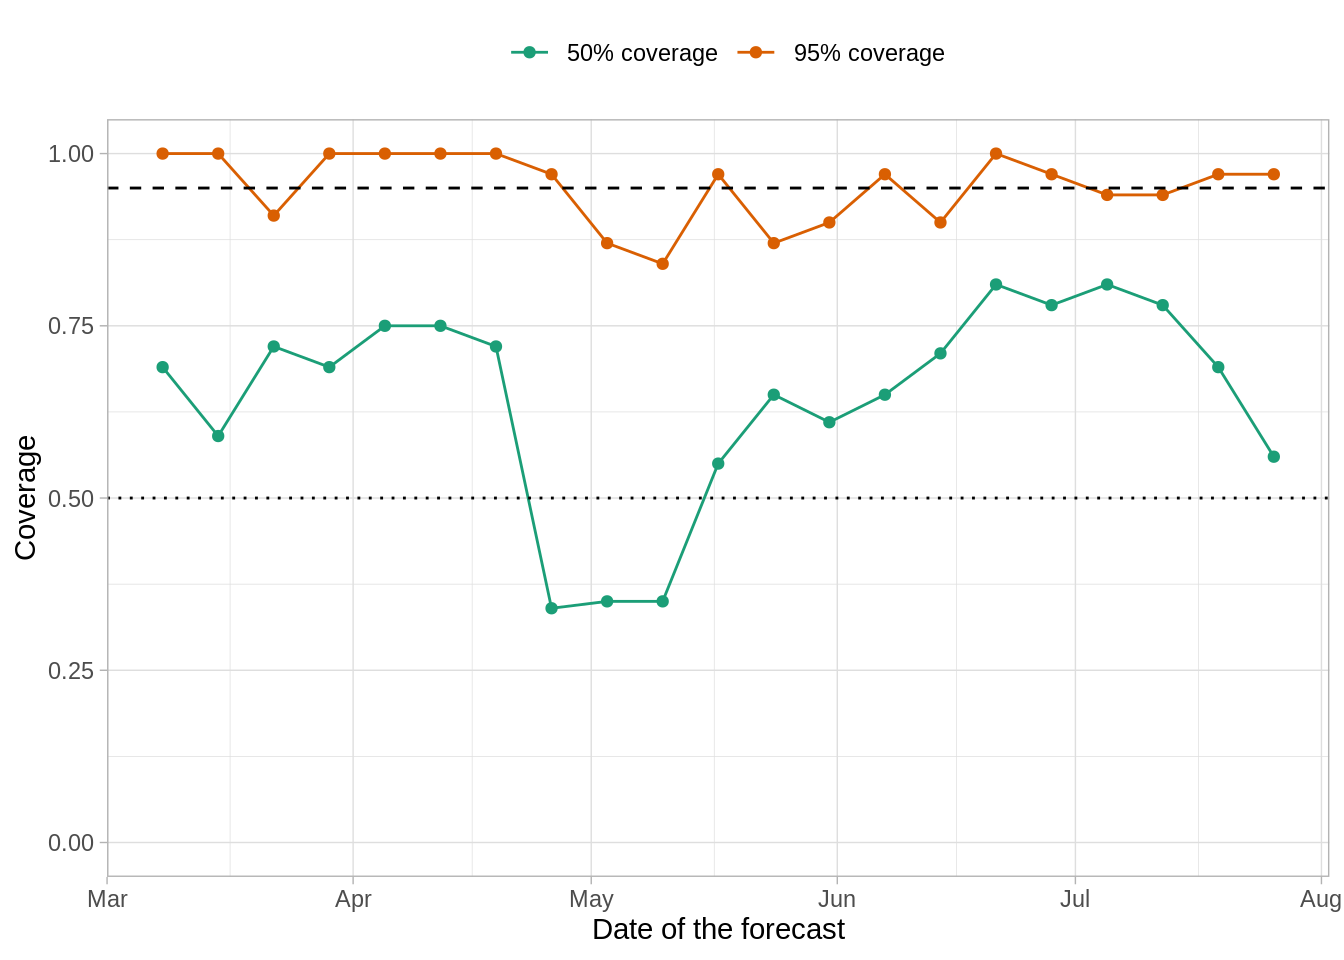 50% coverage 95% coverage
1.00
0.75
0.50
0.25
0.00
Coverage
Mar Apr May Jun Jul Aug
Date of the forecast